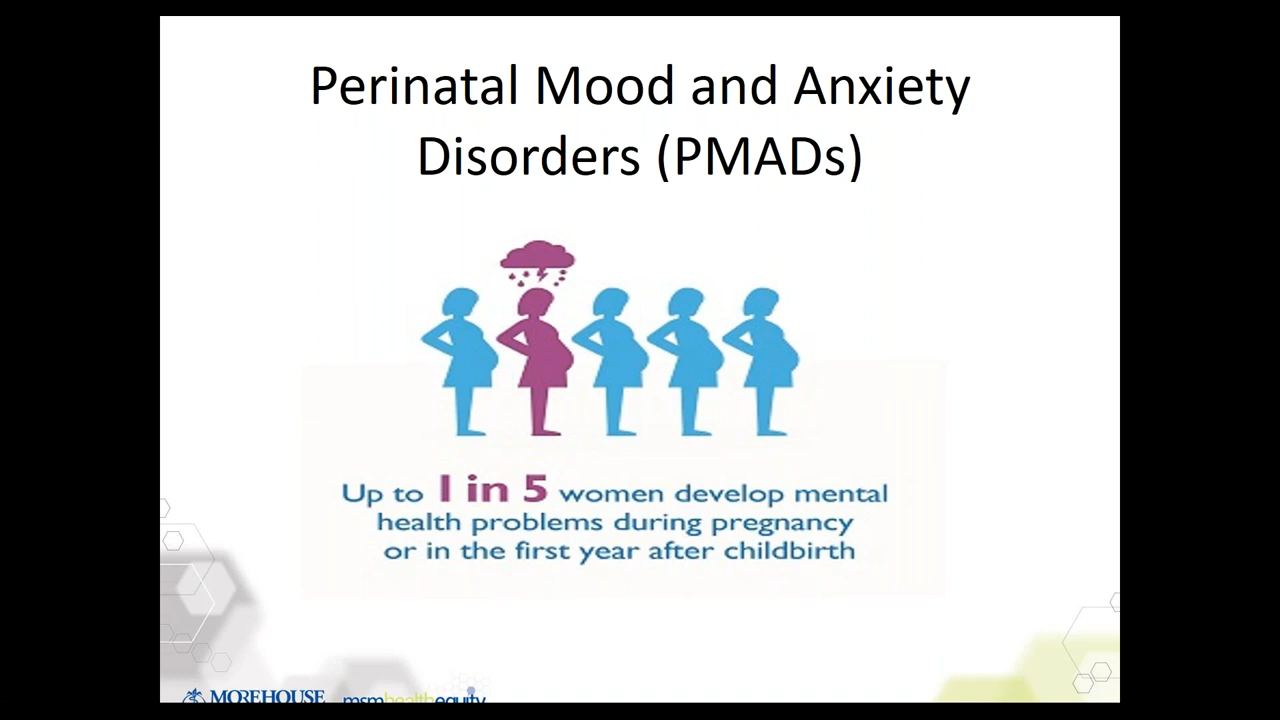 Perinatal Mood and Anxiety
Disorders (PMADs)
Up to 1 in 5 women develop mental
health problems during pregnancy
or in the first year after childbirth
MOREHOUSE
msmhealthequity